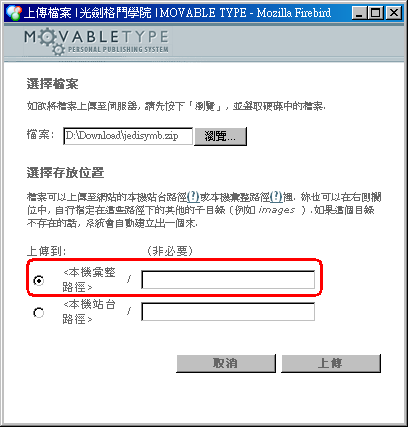 上傳檔案 | 光劍格鬥學院 | MOVABLE TYPE - Mozilla Firebird
MOVABLETYPE
PERSONAL PUBLISHING SYSTEM
選擇檔案
如欲將檔案上傳至伺服器, 請先按下「瀏覽」, 並選取硬碟中的檔案.
檔案: D:\Download\jedisymb.zip 瀏覽...
選擇存放位置
檔案可以上傳至網站的本機站台路徑(?)或本機彙整路徑(?)裡. 妳也可以在右側欄
位中, 自行指定在這些路徑下的其他的子目錄 (例如 images ) .如果這個目錄
不存在的話, 系統會自動建立出一個來.
上傳到: (非必要)
<本機彙整 /
路徑>
<本機站台 /
路徑>
取消 上傳